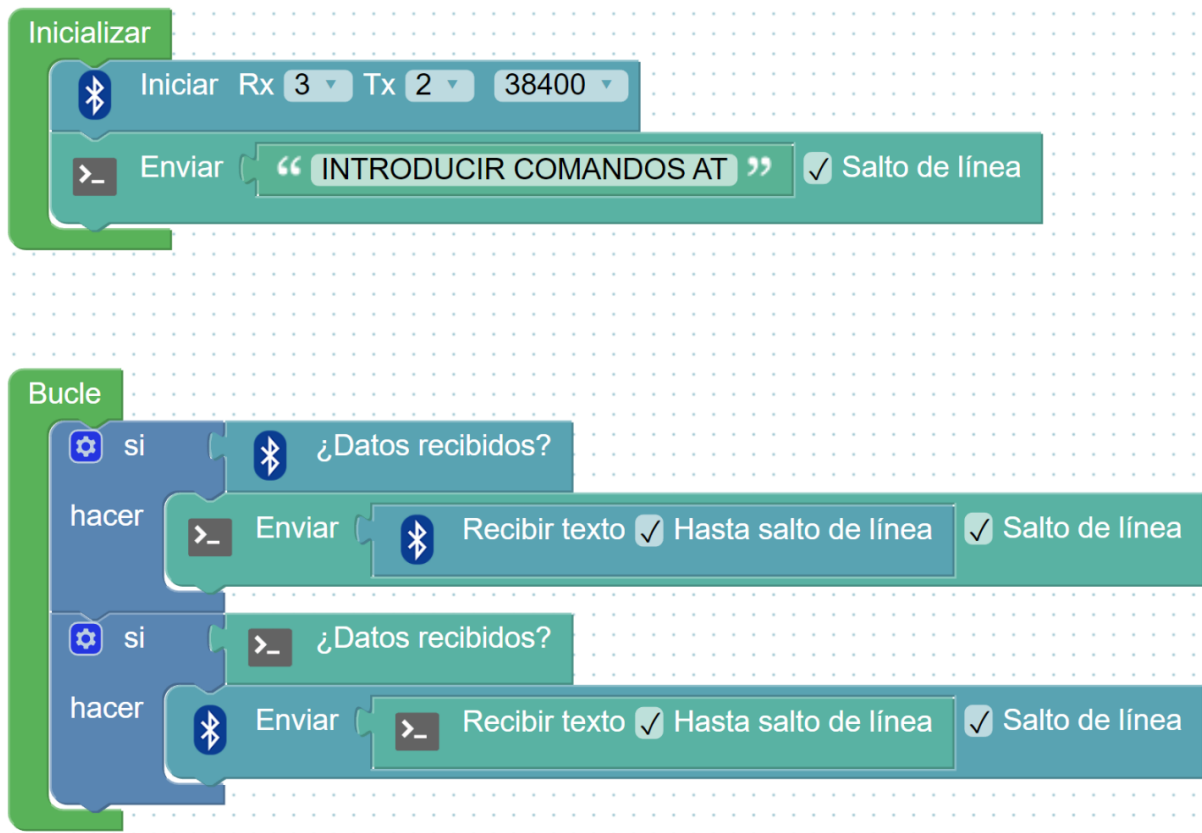 Inicializar
Iniciar Rx 3 Tx 2 38400
Enviar “ INTRODUCIR COMANDOS AT ” Salto de línea
Bucle
si ¿Datos recibidos?
hacer Enviar Recibir texto Hasta salto de línea Salto de línea
si ¿Datos recibidos?
hacer Enviar Recibir texto Hasta salto de línea Salto de línea